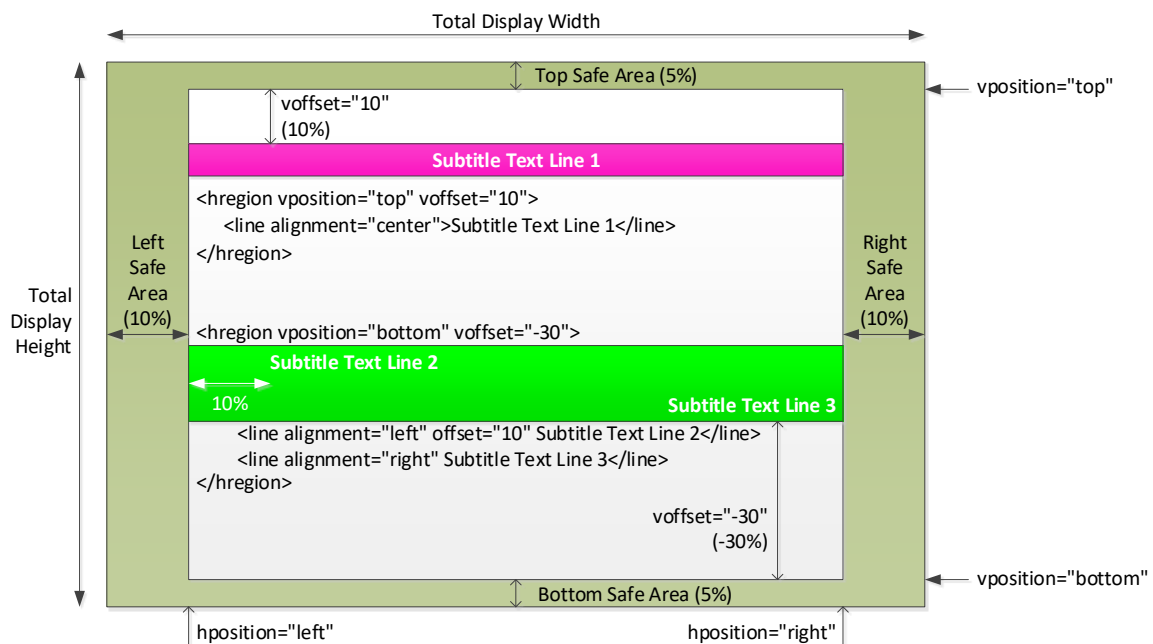 Total Display Width
Top Safe Area (5%)
vposition="top"
voffset="10"
(10%)
Subtitle Text Line 1
<hregion vposition="top" voffset="10">
<line alignment="center">Subtitle Text Line 1</line>
</hregion>
Left
Safe
Area
(10%)
Right
Safe
Area
(10%)
Total
Display
Height
<hregion vposition="bottom" voffset="-30">
Subtitle Text Line 2
10%
Subtitle Text Line 3
<line alignment="left" offset="10" Subtitle Text Line 2</line>
<line alignment="right" Subtitle Text Line 3</line>
</hregion>
voffset="-30"
(-30%)
vposition="bottom"
Bottom Safe Area (5%)
hposition="left"
hposition="right"